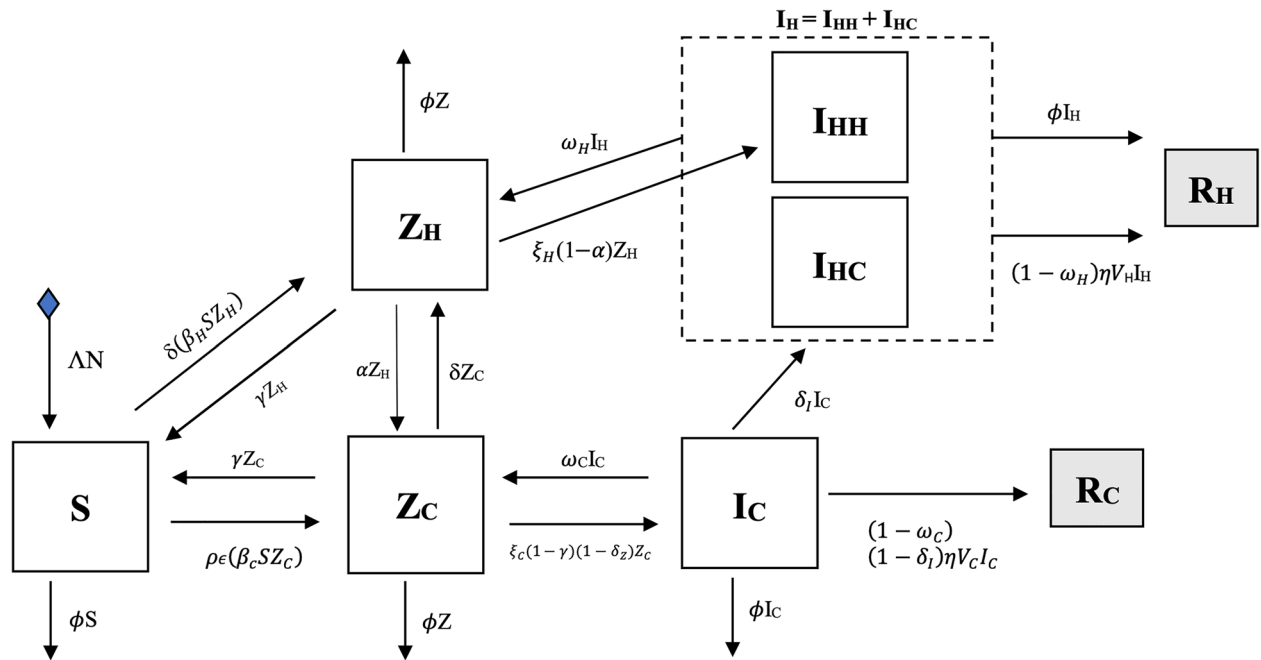 I_H = I_HH + I_HC
ϕZ
I_HH
ϕI_H
ω_H I_H
R_H
Z_H
ξ_H(1−α)Z_H
I_HC
(1 − ω_H)ηV_H I_H
δ(β_H SZ_H)
ΛN
γZ_H
αZ_H
δZ_C
δ_I I_C
γZ_C
ω_C I_C
S
Z_C
I_C
R_C
ρϵ(β_C SZ_C)
ξ_C(1 − γ)(1 − δ_Z)Z_C
(1 − ω_C)
(1 − δ_I)ηV_C I_C
ϕS
ϕZ
ϕI_C